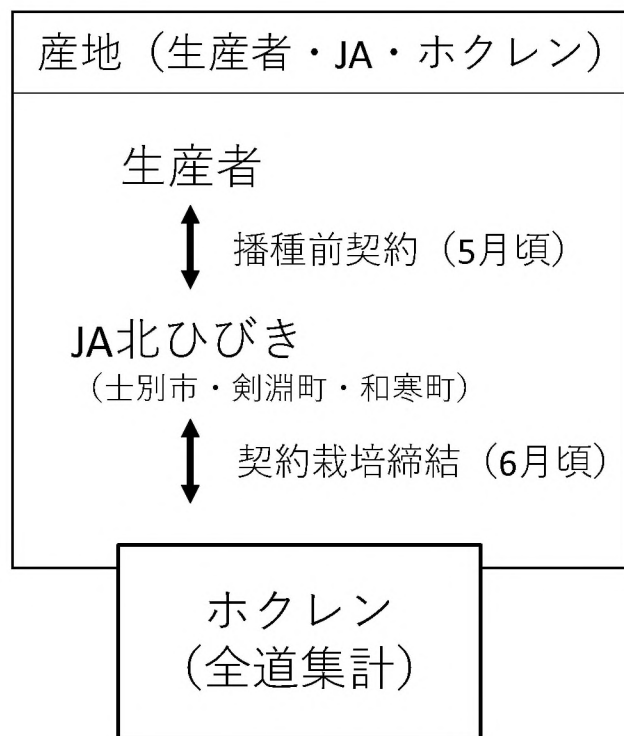 産地（生産者・JA・ホクレン）
生産者
播種前契約（5月頃）
JA北ひびき
（士別市・剣淵町・和寒町）
契約栽培締結（6月頃）
ホクレン
（全道集計）